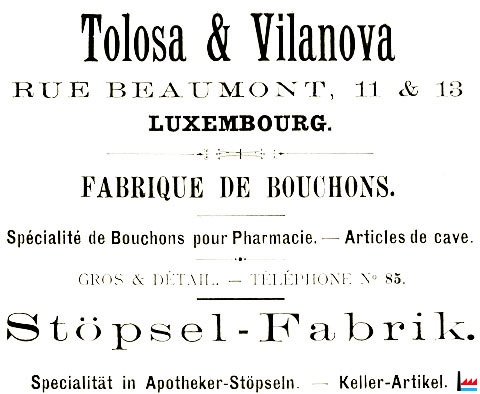 Tolosa & Vilanova
RUE BEAUMONT, 11 & 13
LUXEMBOURG.
FABRIQUE DE BOUCHONS.
Spécialité de Bouchons pour Pharmacie. — Articles de cave.
GROS & DÉTAIL. — TÉLÉPHONE No 85.
Stöpsel-Fabrik.
Specialität in Apotheker-Stöpseln. — Keller-Artikel.